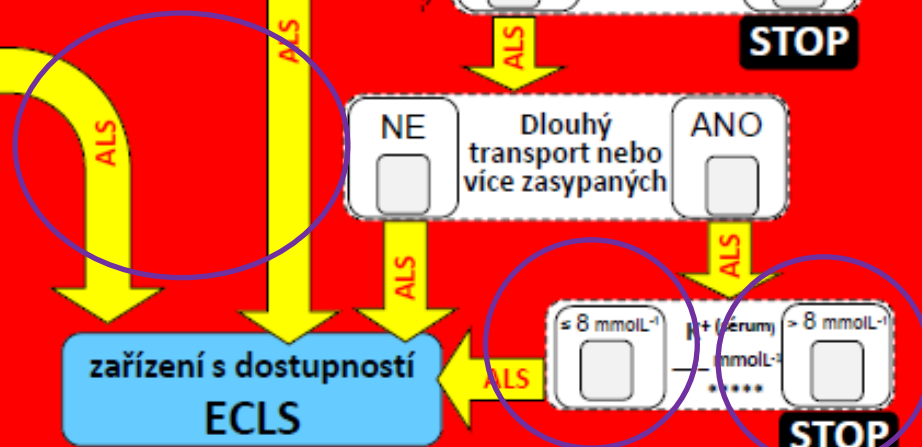 ALS
STOP
ALS
ALS
NE
Dlouhý
transport nebo
více zasypaných
ANO
ALS
ALS
≤ 8 mmolL⁻¹
K⁺ (sérum)
__ mmolL⁻¹
*****
> 8 mmolL⁻¹
zařízení s dostupností
ECLS
ALS
STOP